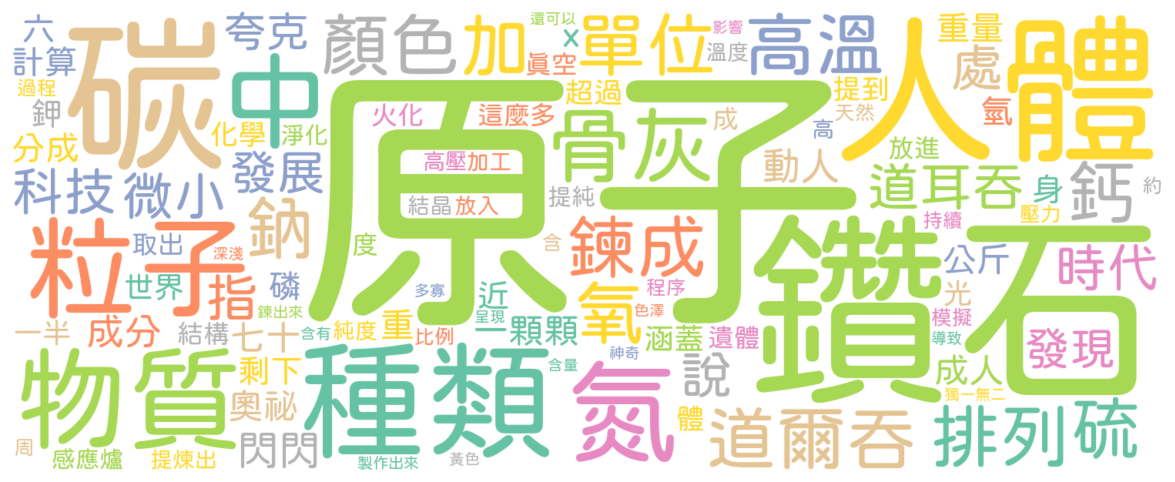 六
夸克
還可以
影響
重量
計算
碳
中
顏色
加
x
單位
高溫
溫度
處
人體
過程
眞空
超過
提到
天然
鉀
化學
淨化
火化
這麼多
成
高
氫
分成
原子
骨灰
放進
科技
微小
發展
高壓
加工
提純
動人
道耳吞
身
鈣
約
結晶
放入
持續
壓力
粒子
取出
深淺
鈉
度
含
鍊成
鑽石
公斤
時代
世界
指
磷
多寡
近
氧
程序
光
鍊出來
呈現
色澤
模擬
一半
成分
結構
七十
含有
純度
重
比例
一顆顆
涵蓋
遺體
導致
發現
物質
剩下
種類
神奇
含量
氮
說
成人
獨一無二
奧祕
體
道爾吞
排列
硫
周
感應爐
提煉出
閃閃
製作出來
黃色